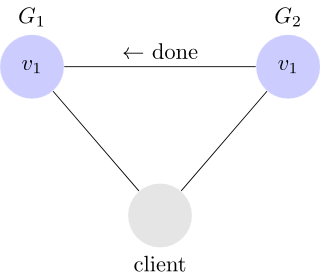 G₁ G₂
← done
v₁ v₁
client